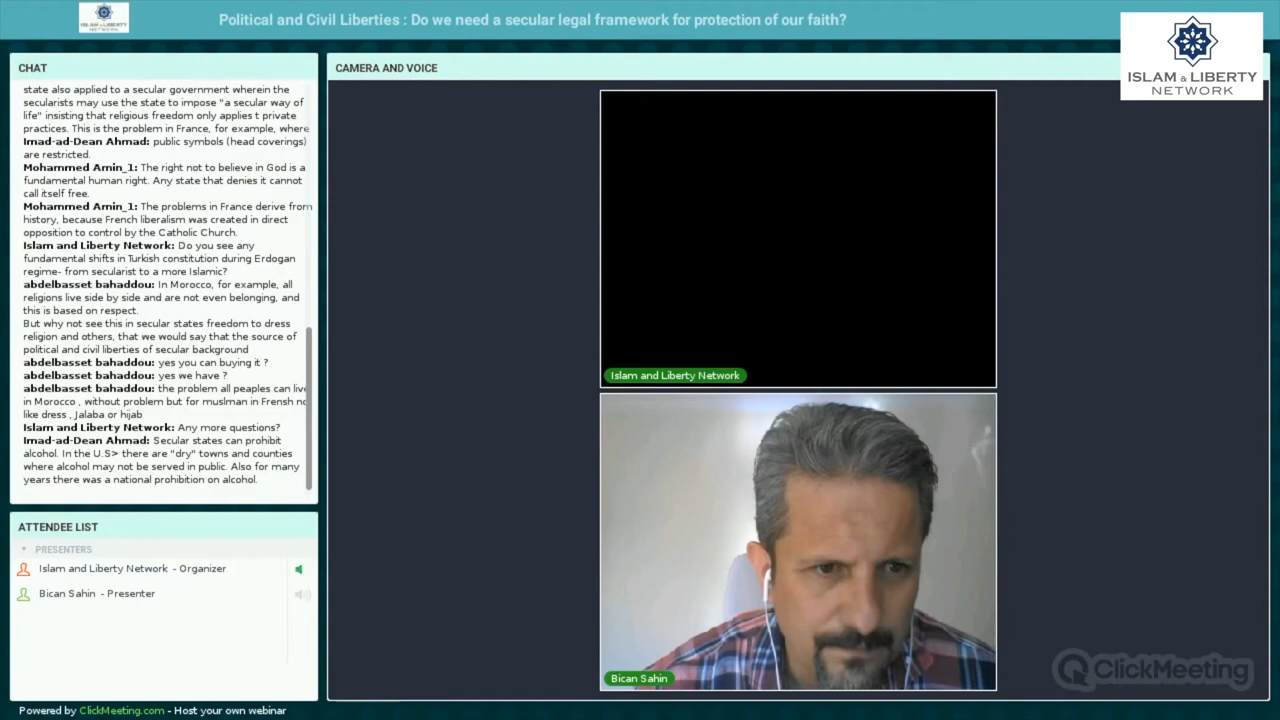 ISLAM & LIBERTY
NETWORK
Political and Civil Liberties : Do we need a secular legal framework for protection of our faith?
ISLAM & LIBERTY
NETWORK
CHAT
state also applied to a secular government wherein the
secularists may use the state to impose "a secular way of
life" insisting that religious freedom only applies t private
practices. This is the problem in France, for example, where
Imad-ad-Dean Ahmad: public symbols (head coverings)
are restricted.
Mohammed Amin_1: The right not to believe in God is a
fundamental human right. Any state that denies it cannot
call itself free.
Mohammed Amin_1: The problems in France derive from
history, because French liberalism was created in direct
opposition to control by the Catholic Church.
Islam and Liberty Network: Do you see any
fundamental shifts in Turkish constitution during Erdogan
regime- from secularist to a more Islamic?
abdelbasset bahaddou: In Morocco, for example, all
religions live side by side and are not even belonging, and
this is based on respect.
But why not see this in secular states freedom to dress
religion and others, that we would say that the source of
political and civil liberties of secular background
abdelbasset bahaddou: yes you can buying it ?
abdelbasset bahaddou: yes we have ?
abdelbasset bahaddou: the problem all peaples can live
in Morocco , without problem but for muslman in Frensh no
like dress , Jalaba or hijab
Islam and Liberty Network: Any more questions?
Imad-ad-Dean Ahmad: Secular states can prohibit
alcohol. In the U.S> there are "dry" towns and counties
where alcohol may not be served in public. Also for many
years there was a national prohibition on alcohol.
ATTENDEE LIST
PRESENTERS
Islam and Liberty Network - Organizer
Bican Sahin - Presenter
CAMERA AND VOICE
Islam and Liberty Network
Bican Sahin
ClickMeeting
Powered by ClickMeeting.com - Host your own webinar